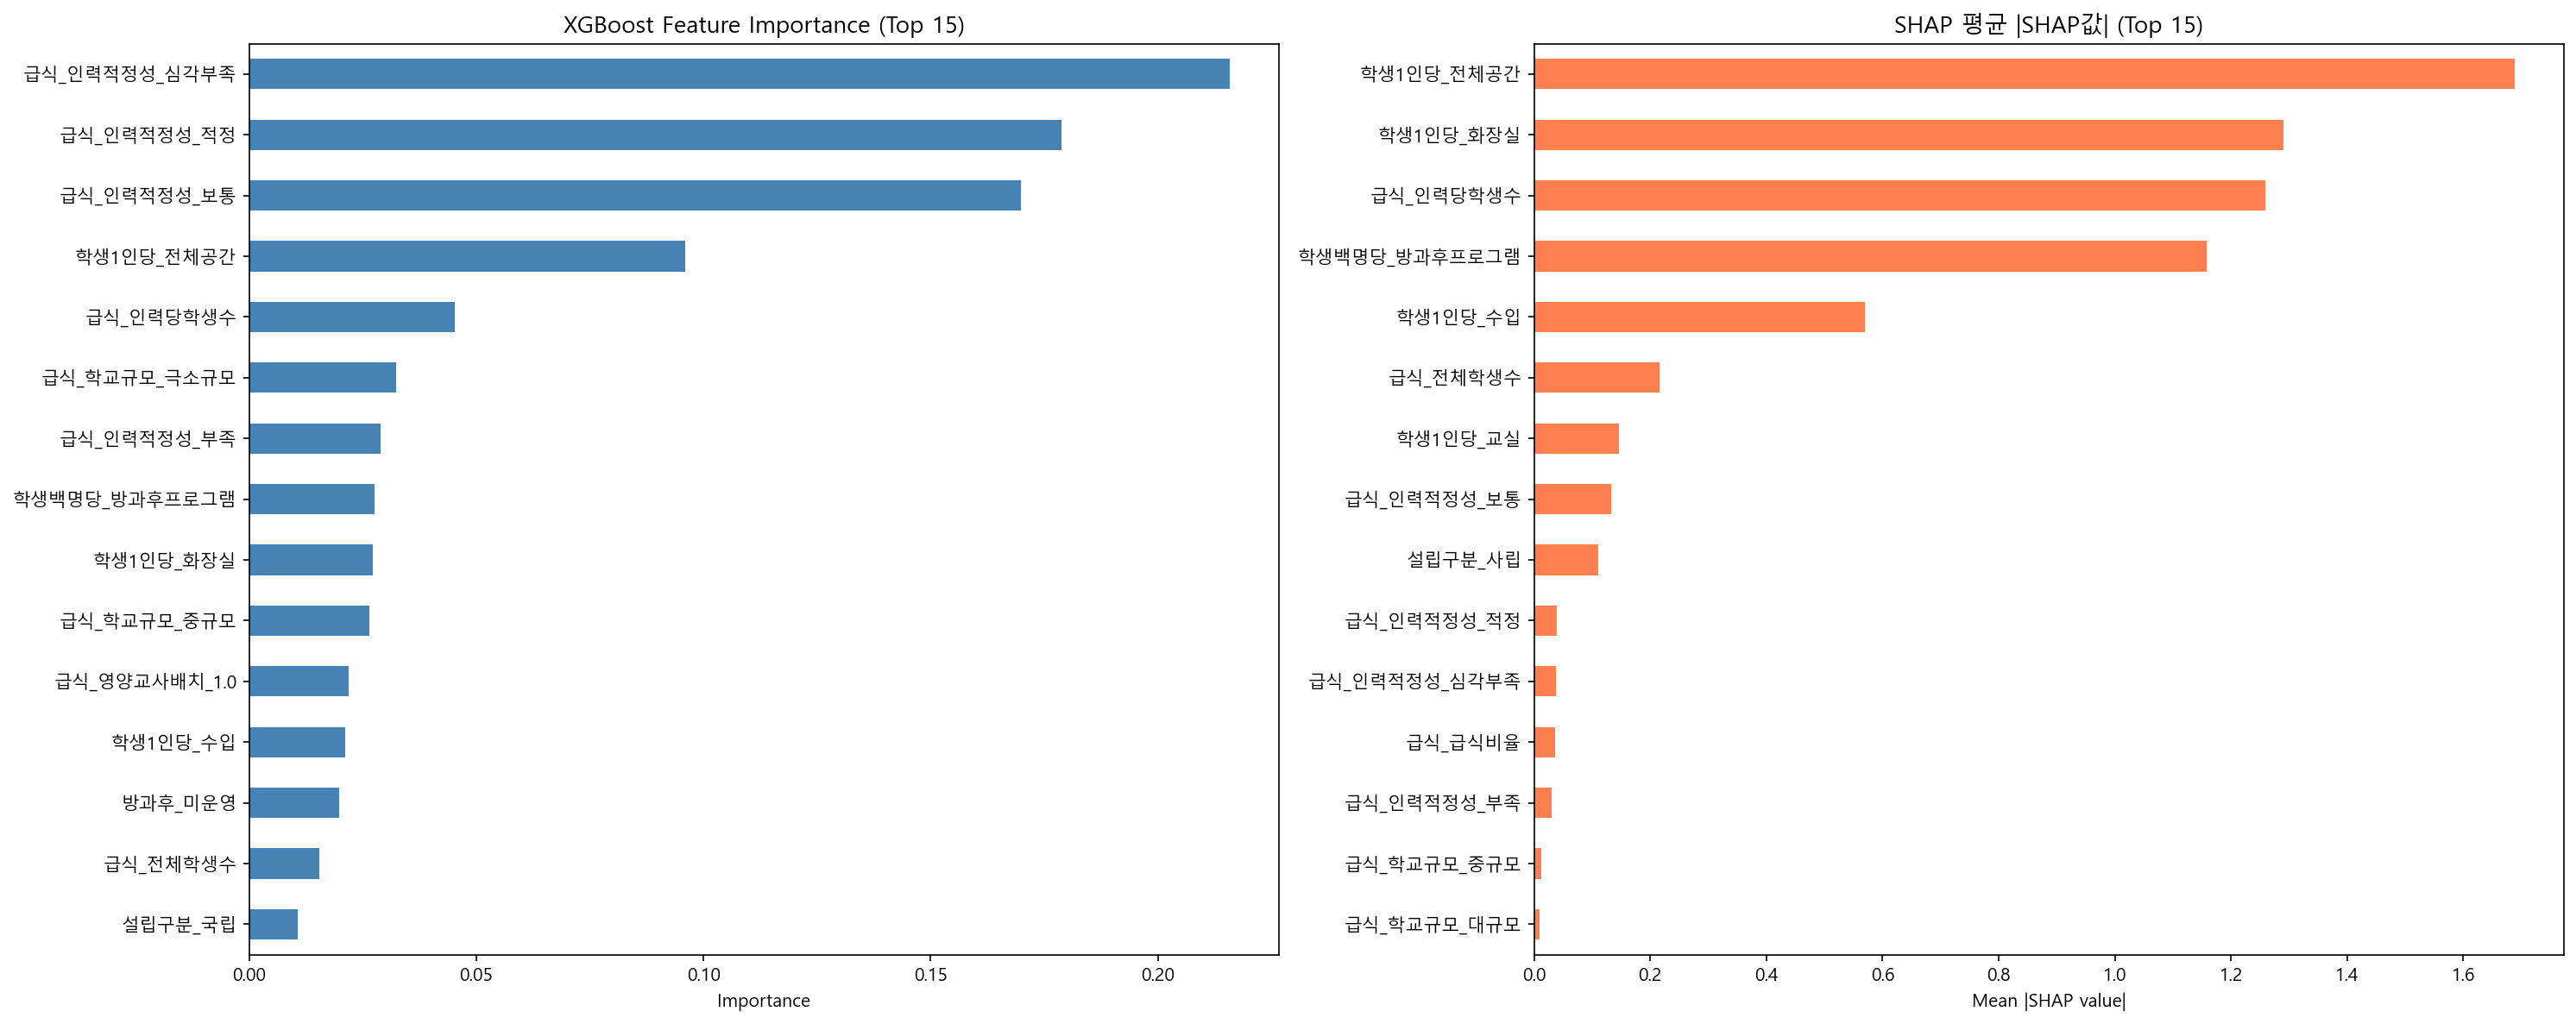 XGBoost Feature Importance (Top 15)
급식_인력적정성_심각부족
급식_인력적정성_적정
급식_인력적정성_보통
학생1인당_전체공간
급식_인력당학생수
급식_학교규모_극소규모
급식_인력적정성_부족
학생백명당_방과후프로그램
학생1인당_화장실
급식_학교규모_중규모
급식_영양교사배치_1.0
학생1인당_수입
방과후_미운영
급식_전체학생수
설립구분_국립
0.00 0.05 0.10 0.15 0.20
Importance
SHAP 평균 |SHAP값| (Top 15)
학생1인당_전체공간
학생1인당_화장실
급식_인력당학생수
학생백명당_방과후프로그램
학생1인당_수입
급식_전체학생수
학생1인당_교실
급식_인력적정성_보통
설립구분_사립
급식_인력적정성_적정
급식_인력적정성_심각부족
급식_급식비율
급식_인력적정성_부족
급식_학교규모_중규모
급식_학교규모_대규모
0.0 0.2 0.4 0.6 0.8 1.0 1.2 1.4 1.6
Mean |SHAP value|